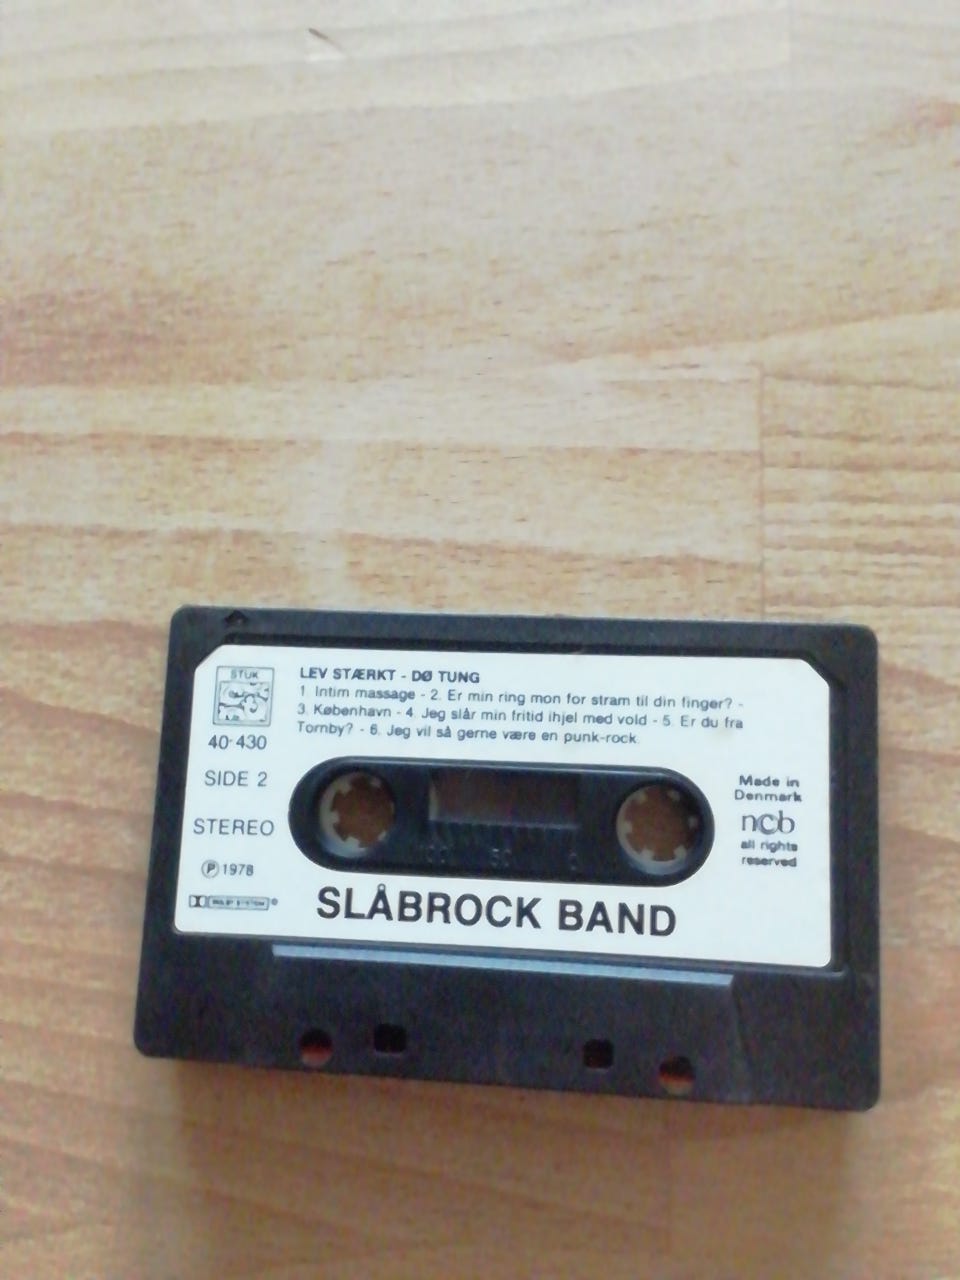 STUK
LEV STÆRKT - DØ TUNG
1. Intim massage - 2. Er min ring mon for stram til din finger? -
3. København - 4. Jeg slår min fritid ihjel med vold - 5. Er du fra
Tornby? - 6. Jeg vil så gerne være en punk-rock.
40-430
SIDE 2
STEREO
Ⓟ 1978
DOLBY SYSTEM ®
Made in
Denmark
ncb
all rights
reserved
SLÅBROCK BAND
100 50 0